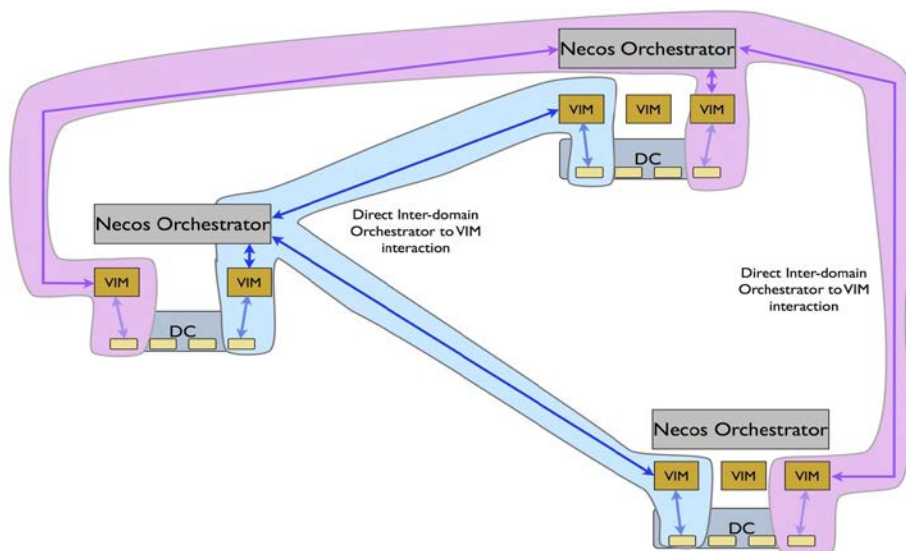 Necos Orchestrator
VIM
VIM
VIM
DC
Necos Orchestrator
Direct Inter-domain
Orchestrator to VIM
interaction
VIM
VIM
DC
Direct Inter-domain
Orchestrator to VIM
interaction
Necos Orchestrator
VIM
VIM
VIM
DC